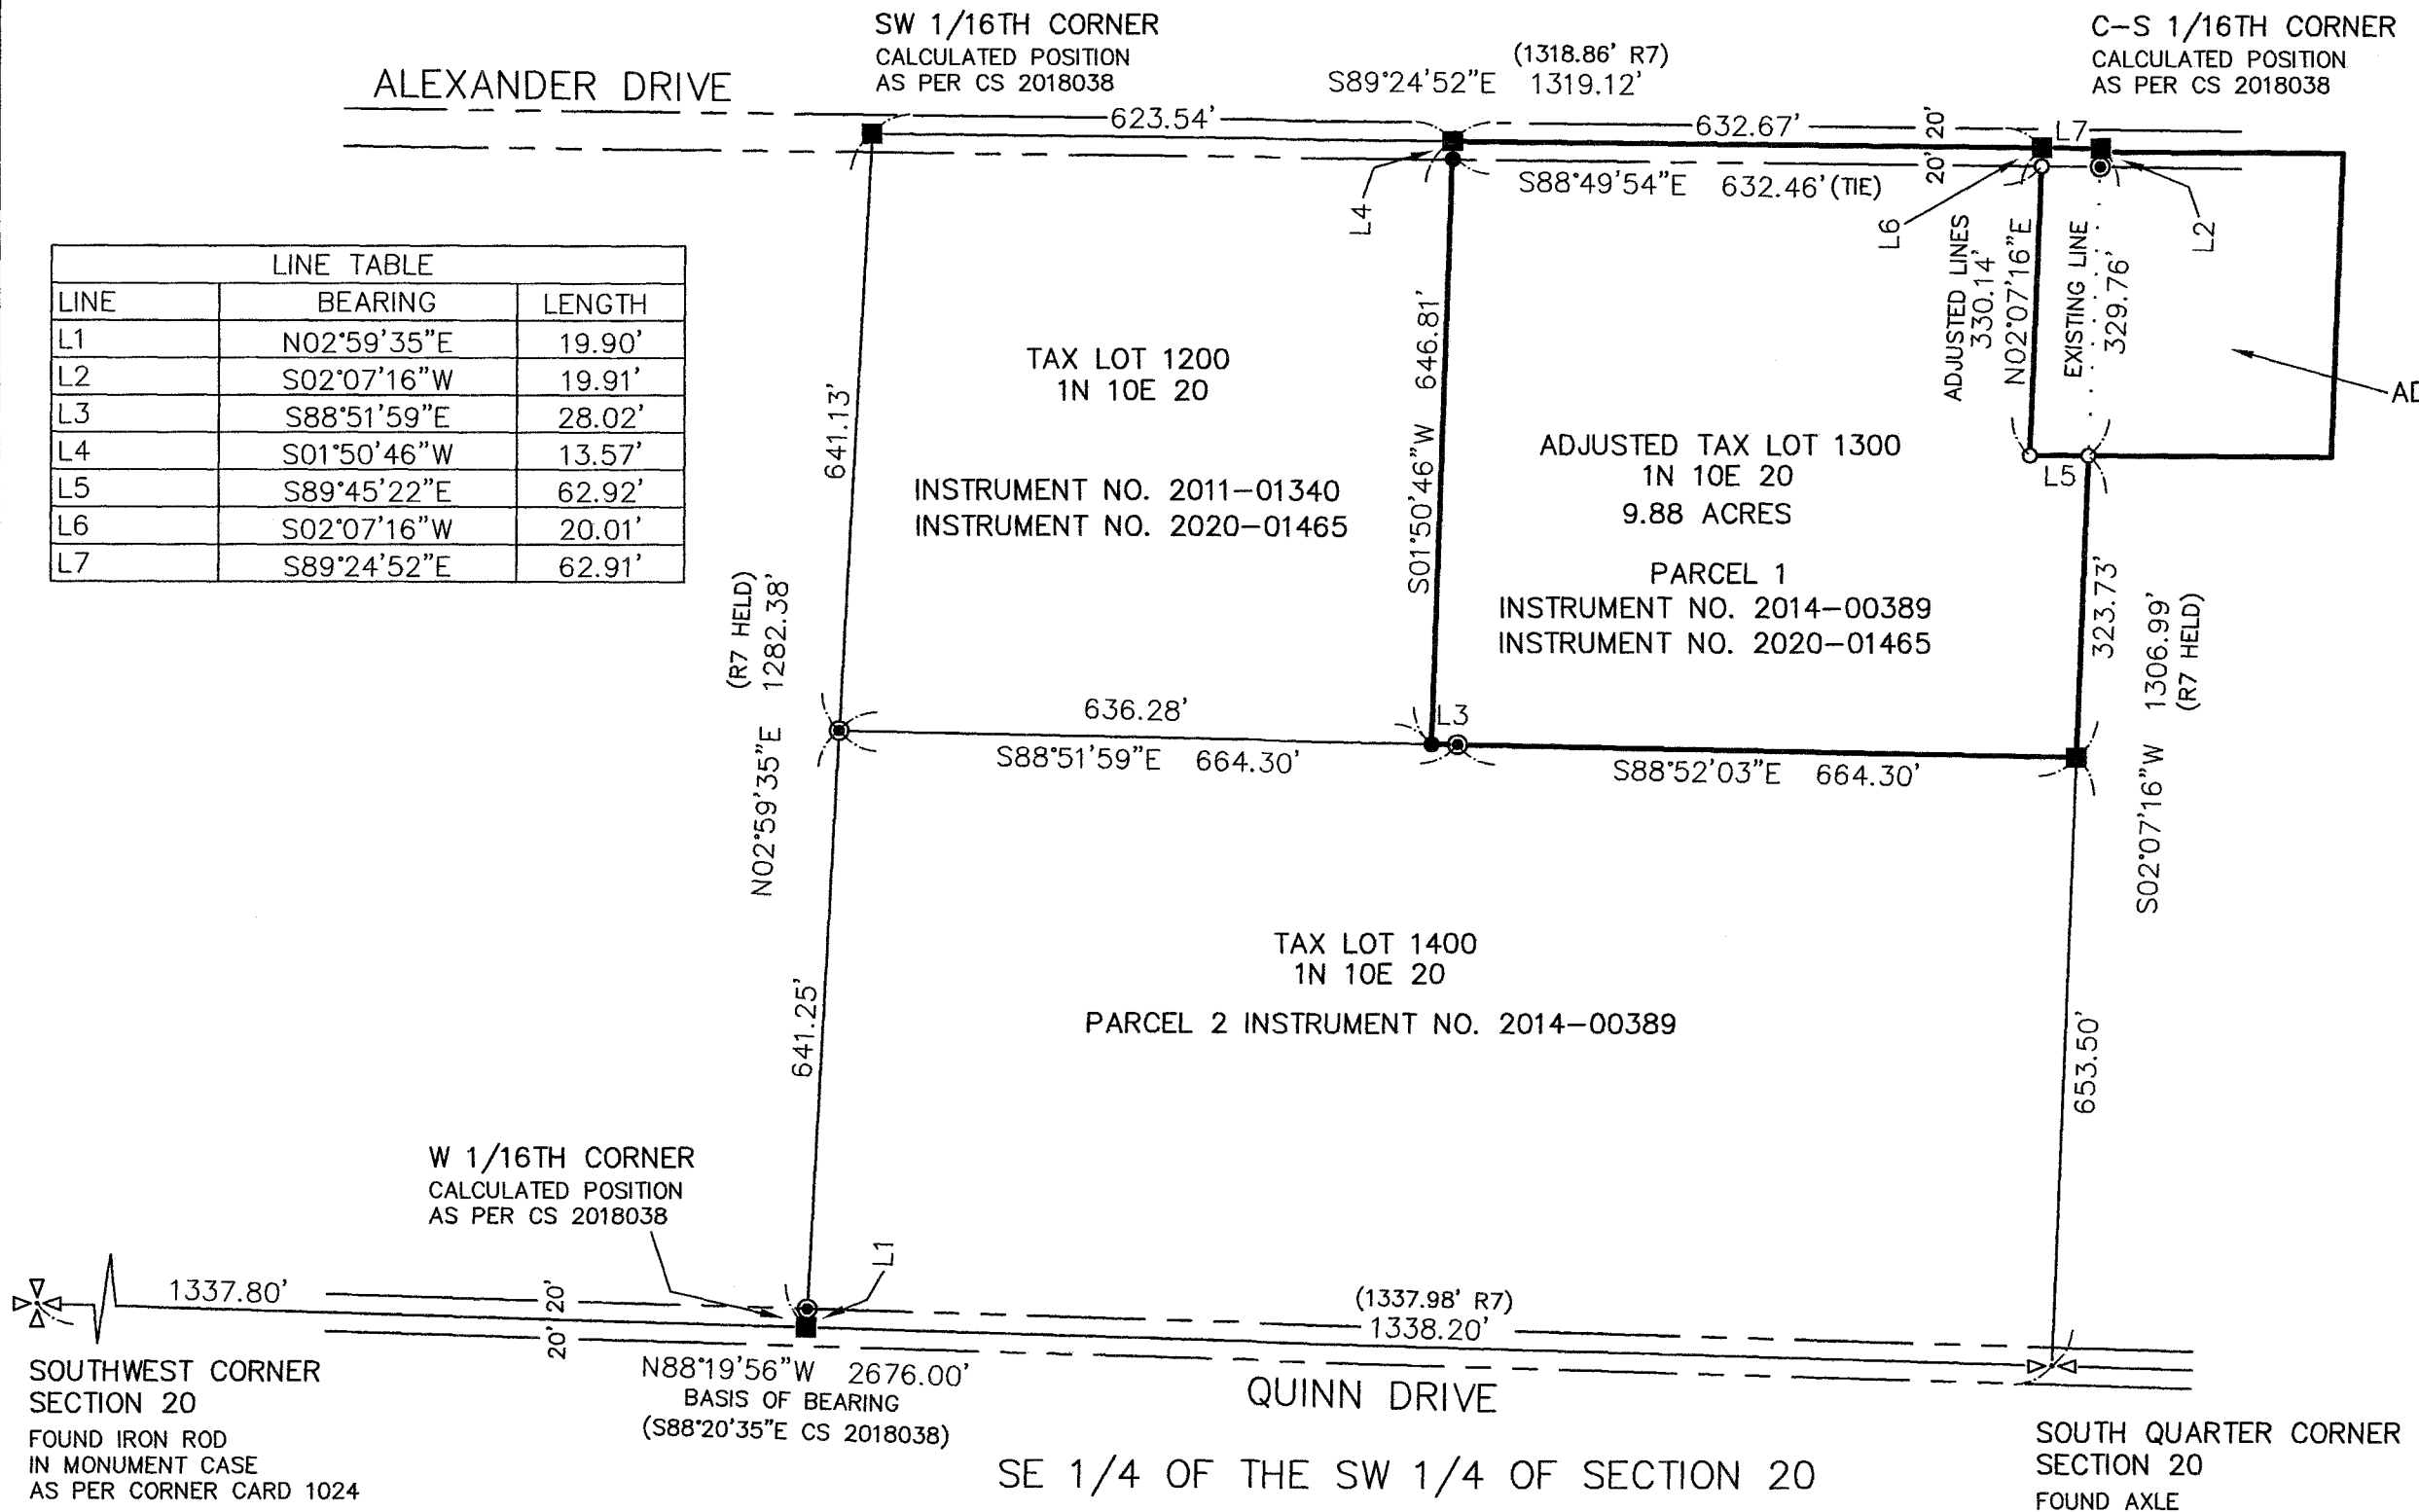 SW 1/16TH CORNER
CALCULATED POSITION
AS PER CS 2018038
(1318.86' R7)
S89°24'52"E 1319.12'
C-S 1/16TH CORNER
CALCULATED POSITION
AS PER CS 2018038
ALEXANDER DRIVE
623.54'
632.67'
20'
20'
L7
S88°49'54"E 632.46' (TIE)
L4
L6
L2
LINE TABLE
LINE BEARING LENGTH
L1 N02°59'35"E 19.90'
L2 S02°07'16"W 19.91'
L3 S88°51'59"E 28.02'
L4 S01°50'46"W 13.57'
L5 S89°45'22"E 62.92'
L6 S02°07'16"W 20.01'
L7 S89°24'52"E 62.91'
641.13'
TAX LOT 1200
1N 10E 20
INSTRUMENT NO. 2011-01340
INSTRUMENT NO. 2020-01465
S01°50'46"W 646.81'
ADJUSTED TAX LOT 1300
1N 10E 20
9.88 ACRES
PARCEL 1
INSTRUMENT NO. 2014-00389
INSTRUMENT NO. 2020-01465
ADJUSTED LINES
330.14'
N02°07'16"E
EXISTING LINE
329.76'
AD
L5
323.73'
S02°07'16"W 1306.99'
(R7 HELD)
(R7 HELD)
N02°59'35"E 1282.38'
636.28'
S88°51'59"E 664.30'
L3
S88°52'03"E 664.30'
641.25'
TAX LOT 1400
1N 10E 20
PARCEL 2 INSTRUMENT NO. 2014-00389
653.50'
W 1/16TH CORNER
CALCULATED POSITION
AS PER CS 2018038
L1
1337.80'
20'
20'
(1337.98' R7)
1338.20'
N88°19'56"W 2676.00'
BASIS OF BEARING
(S88°20'35"E CS 2018038)
QUINN DRIVE
SOUTHWEST CORNER
SECTION 20
FOUND IRON ROD
IN MONUMENT CASE
AS PER CORNER CARD 1024
SE 1/4 OF THE SW 1/4 OF SECTION 20
SOUTH QUARTER CORNER
SECTION 20
FOUND AXLE